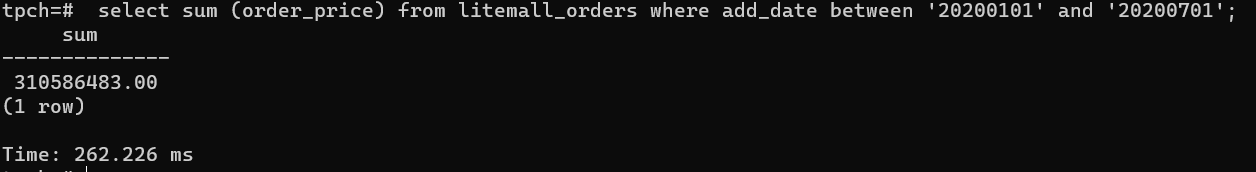 tpch=#  select sum (order_price) from litemall_orders where add_date between '20200101' and '20200701';
     sum
--------------
 310586483.00
(1 row)

Time: 262.226 ms